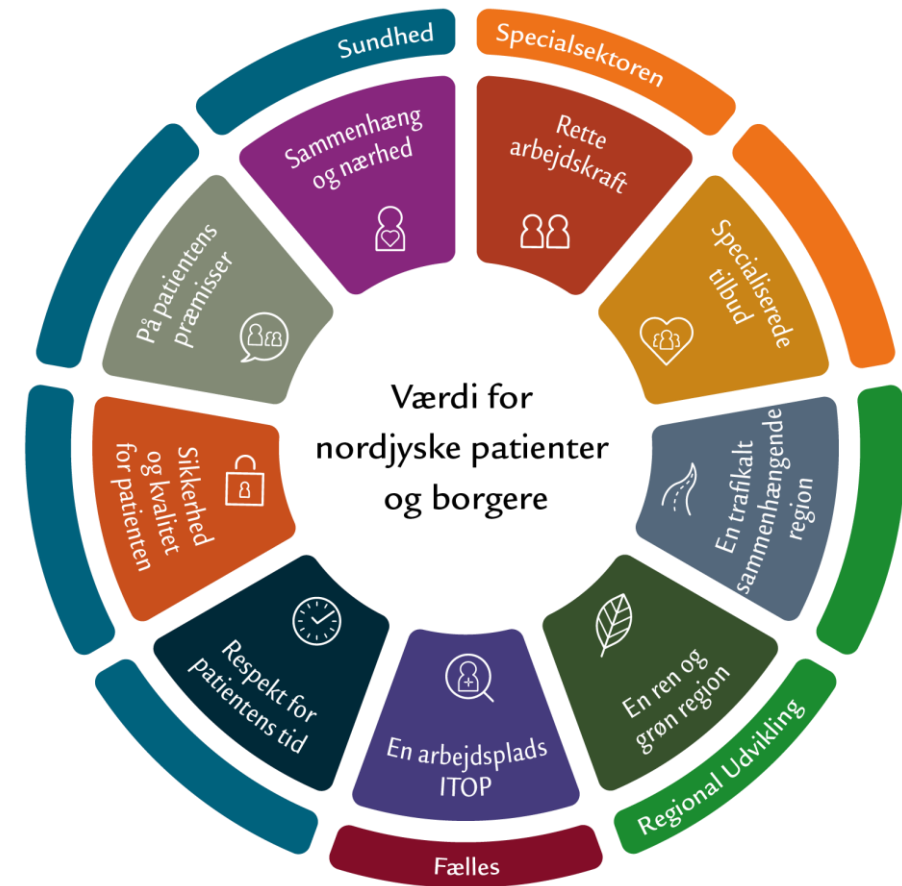 Sundhed
Specialsektoren
Sammenhæng
og nærhed
Rette
arbejdskraft
På patientens
præmisser
Specialiserede
tilbud
Værdi for
nordjyske patienter
og borgere
Sikkerhed
og kvalitet
for patienten
En trafikalt
sammenhængende
region
Respekt for
patientens tid
En ren og
grøn region
En arbejdsplads
ITOP
Regional Udvikling
Fælles